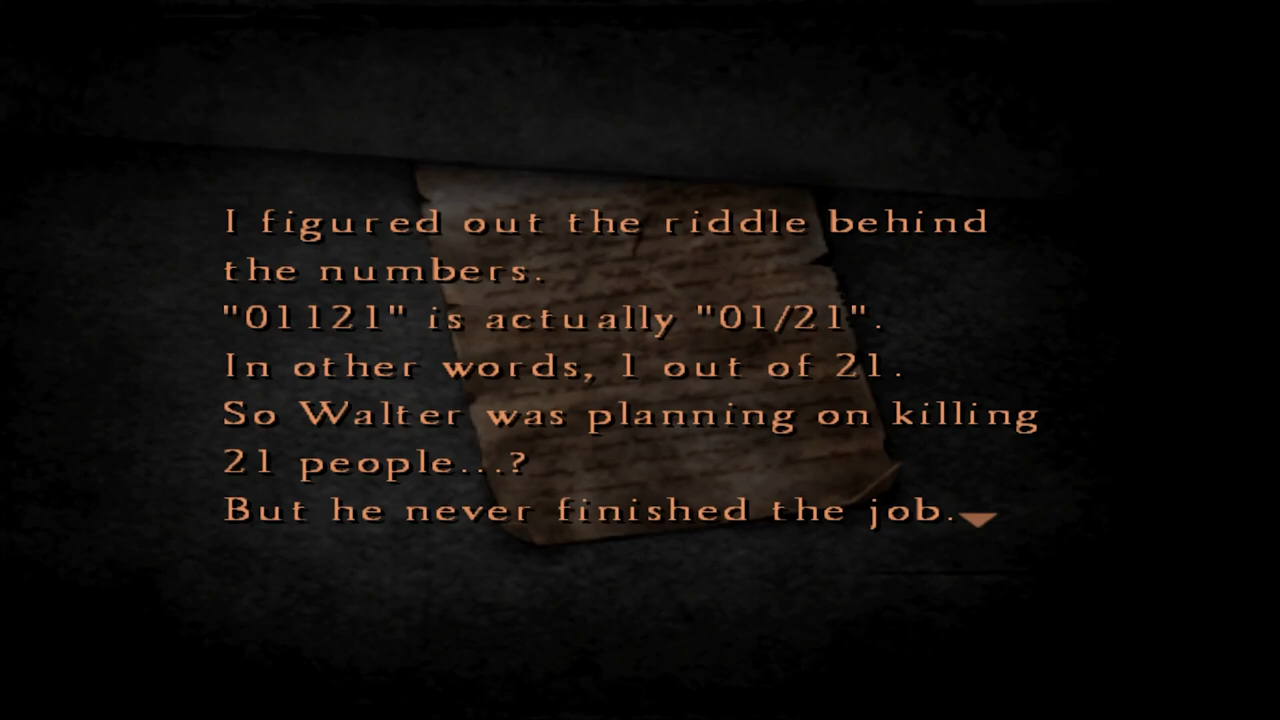 I figured out the riddle behind
the numbers.
"01121" is actually "01/21".
In other words, 1 out of 21.
So Walter was planning on killing
21 people...?
But he never finished the job.